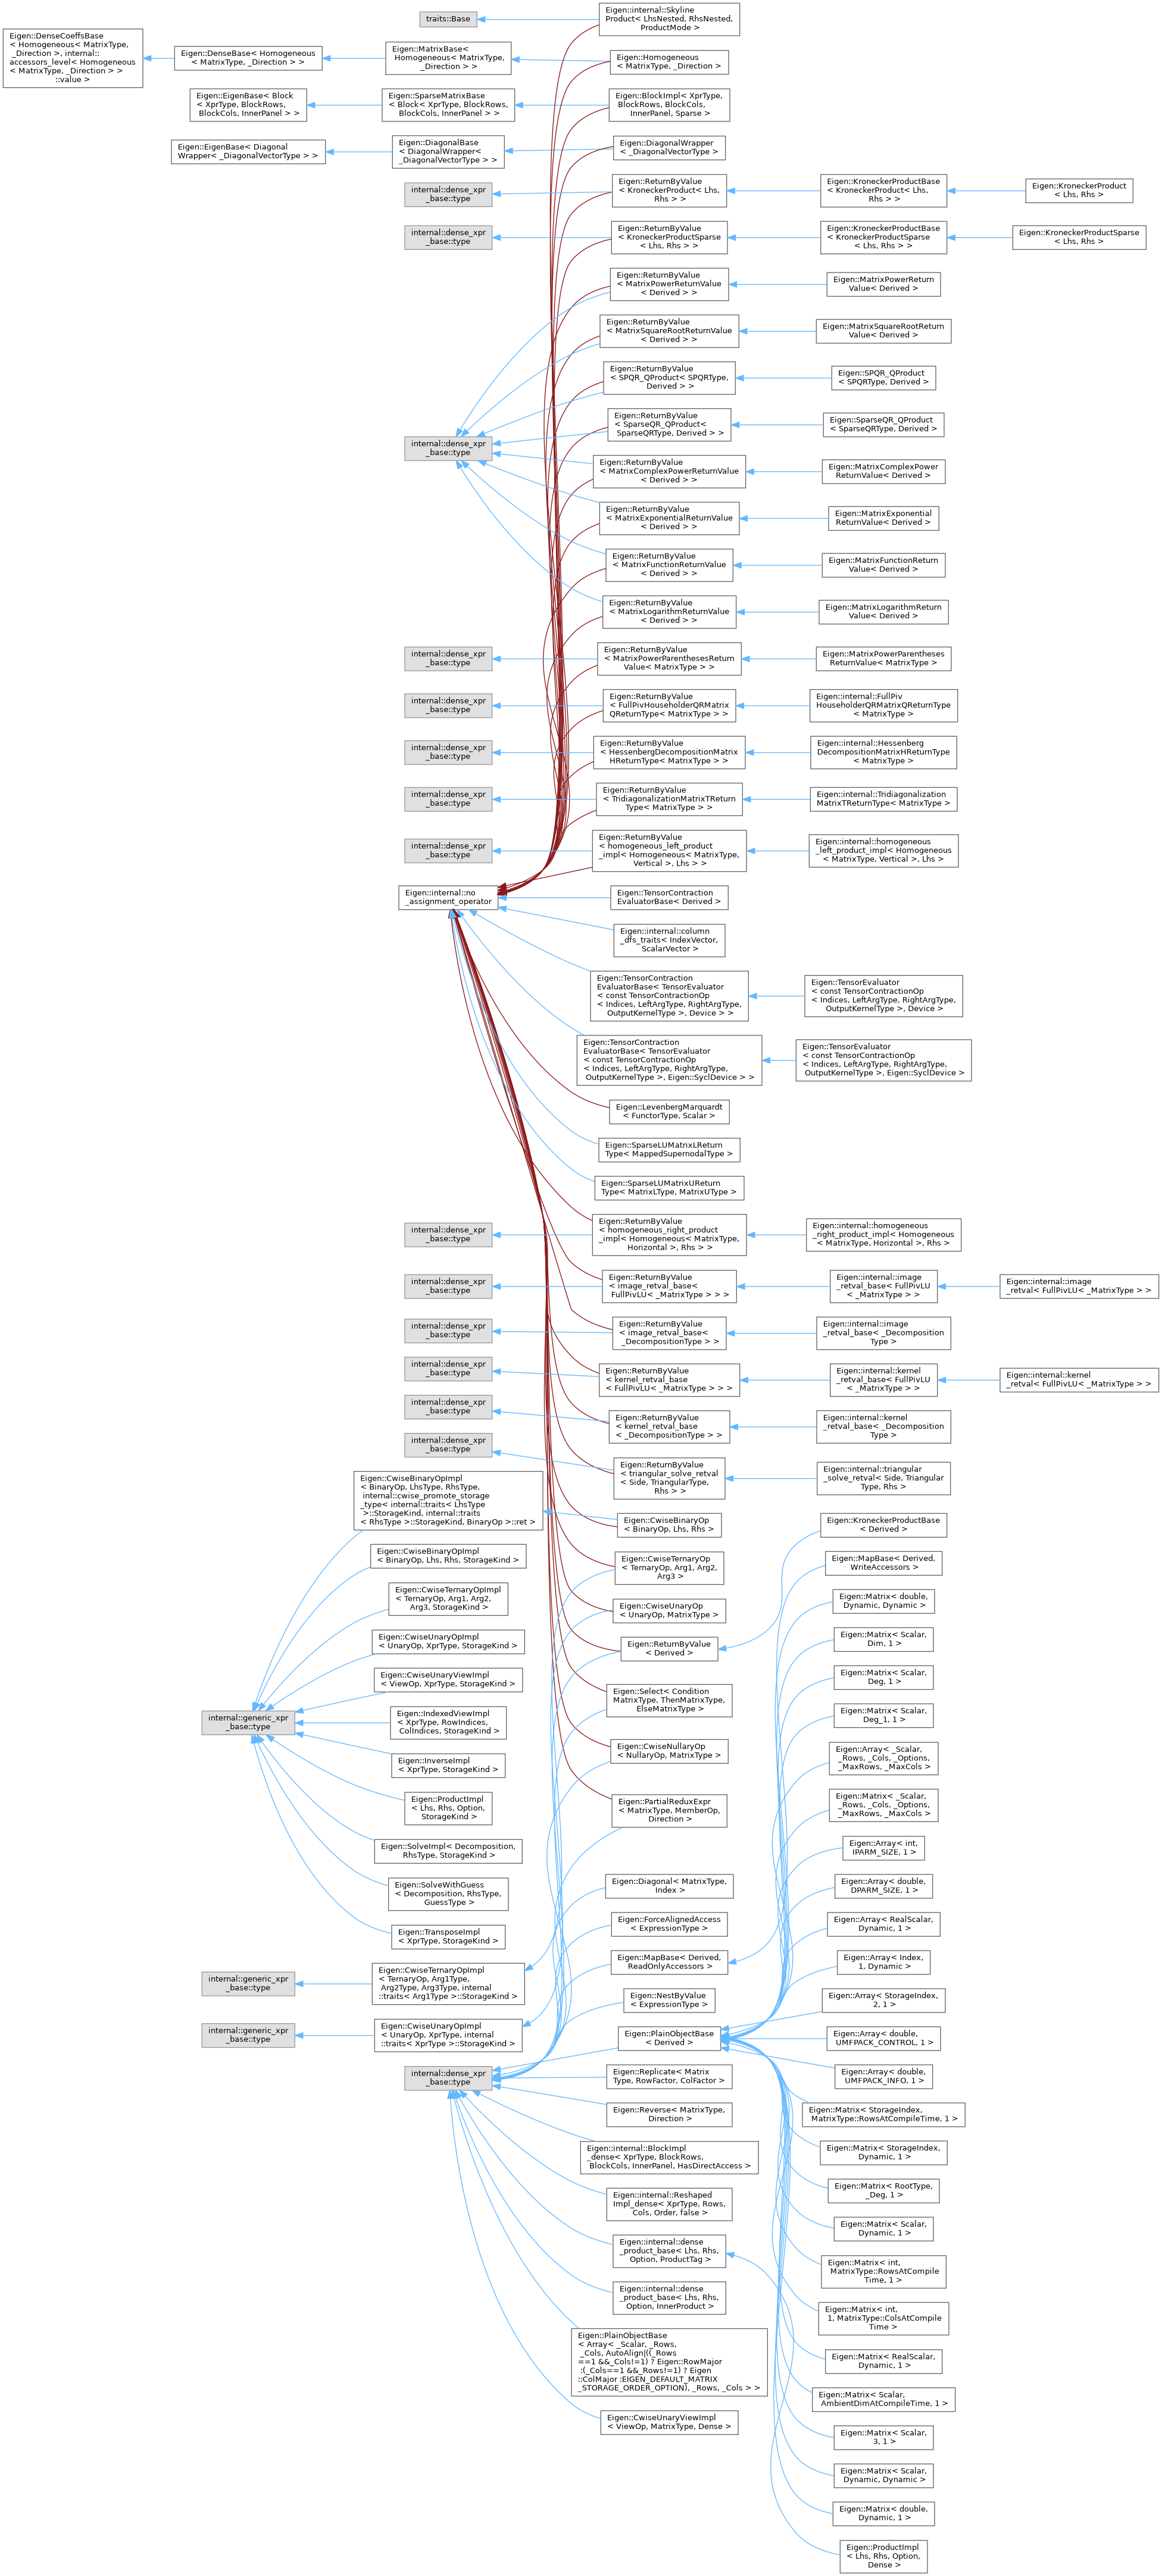 traits::Base
Eigen::internal::Skyline
Product< LhsNested, RhsNested,
ProductMode >
Eigen::DenseCoeffsBase
< Homogeneous< MatrixType,
_Direction >, internal::
accessors_level< Homogeneous
< MatrixType, _Direction > >
::value >
Eigen::DenseBase< Homogeneous
< MatrixType, _Direction > >
Eigen::MatrixBase<
Homogeneous< MatrixType,
_Direction > >
Eigen::Homogeneous
< MatrixType, _Direction >
Eigen::EigenBase< Block
< XprType, BlockRows,
BlockCols, InnerPanel > >
Eigen::SparseMatrixBase
< Block< XprType, BlockRows,
BlockCols, InnerPanel > >
Eigen::BlockImpl< XprType,
BlockRows, BlockCols,
InnerPanel, Sparse >
Eigen::EigenBase< Diagonal
Wrapper< _DiagonalVectorType > >
Eigen::DiagonalBase
< DiagonalWrapper<
_DiagonalVectorType > >
Eigen::DiagonalWrapper
< _DiagonalVectorType >
internal::dense_xpr
_base::type
Eigen::ReturnByValue
< KroneckerProduct< Lhs,
Rhs > >
Eigen::KroneckerProductBase
< KroneckerProduct< Lhs,
Rhs > >
Eigen::KroneckerProduct
< Lhs, Rhs >
internal::dense_xpr
_base::type
Eigen::ReturnByValue
< KroneckerProductSparse
< Lhs, Rhs > >
Eigen::KroneckerProductBase
< KroneckerProductSparse
< Lhs, Rhs > >
Eigen::KroneckerProductSparse
< Lhs, Rhs >
Eigen::ReturnByValue
< MatrixPowerReturnValue
< Derived > >
Eigen::MatrixPowerReturn
Value< Derived >
Eigen::ReturnByValue
< MatrixSquareRootReturnValue
< Derived > >
Eigen::MatrixSquareRootReturn
Value< Derived >
Eigen::ReturnByValue
< SPQR_QProduct< SPQRType,
Derived > >
Eigen::SPQR_QProduct
< SPQRType, Derived >
Eigen::ReturnByValue
< SparseQR_QProduct<
SparseQRType, Derived > >
Eigen::SparseQR_QProduct
< SparseQRType, Derived >
internal::dense_xpr
_base::type
Eigen::ReturnByValue
< MatrixComplexPowerReturnValue
< Derived > >
Eigen::MatrixComplexPower
ReturnValue< Derived >
Eigen::ReturnByValue
< MatrixExponentialReturnValue
< Derived > >
Eigen::MatrixExponential
ReturnValue< Derived >
Eigen::ReturnByValue
< MatrixFunctionReturnValue
< Derived > >
Eigen::MatrixFunctionReturn
Value< Derived >
Eigen::ReturnByValue
< MatrixLogarithmReturnValue
< Derived > >
Eigen::MatrixLogarithmReturn
Value< Derived >
internal::dense_xpr
_base::type
Eigen::ReturnByValue
< MatrixPowerParenthesesReturn
Value< MatrixType > >
Eigen::MatrixPowerParentheses
ReturnValue< MatrixType >
internal::dense_xpr
_base::type
Eigen::ReturnByValue
< FullPivHouseholderQRMatrix
QReturnType< MatrixType > >
Eigen::internal::FullPiv
HouseholderQRMatrixQReturnType
< MatrixType >
internal::dense_xpr
_base::type
Eigen::ReturnByValue
< HessenbergDecompositionMatrix
HReturnType< MatrixType > >
Eigen::internal::Hessenberg
DecompositionMatrixHReturnType
< MatrixType >
internal::dense_xpr
_base::type
Eigen::ReturnByValue
< TridiagonalizationMatrixTReturn
Type< MatrixType > >
Eigen::internal::Tridiagonalization
MatrixTReturnType< MatrixType >
internal::dense_xpr
_base::type
Eigen::ReturnByValue
< homogeneous_left_product
_impl< Homogeneous< MatrixType,
Vertical >, Lhs > >
Eigen::internal::homogeneous
_left_product_impl< Homogeneous
< MatrixType, Vertical >, Lhs >
Eigen::internal::no
_assignment_operator
Eigen::TensorContraction
EvaluatorBase< Derived >
Eigen::internal::column
_dfs_traits< IndexVector,
ScalarVector >
Eigen::TensorContraction
EvaluatorBase< TensorEvaluator
< const TensorContractionOp
< Indices, LeftArgType, RightArgType,
OutputKernelType >, Device > >
Eigen::TensorEvaluator
< const TensorContractionOp
< Indices, LeftArgType, RightArgType,
OutputKernelType >, Device >
Eigen::TensorContraction
EvaluatorBase< TensorEvaluator
< const TensorContractionOp
< Indices, LeftArgType, RightArgType,
OutputKernelType >, Eigen::SyclDevice > >
Eigen::TensorEvaluator
< const TensorContractionOp
< Indices, LeftArgType, RightArgType,
OutputKernelType >, Eigen::SyclDevice >
Eigen::LevenbergMarquardt
< FunctorType, Scalar >
Eigen::SparseLUMatrixLReturn
Type< MappedSupernodalType >
Eigen::SparseLUMatrixUReturn
Type< MatrixLType, MatrixUType >
internal::dense_xpr
_base::type
Eigen::ReturnByValue
< homogeneous_right_product
_impl< Homogeneous< MatrixType,
Horizontal >, Rhs > >
Eigen::internal::homogeneous
_right_product_impl< Homogeneous
< MatrixType, Horizontal >, Rhs >
internal::dense_xpr
_base::type
Eigen::ReturnByValue
< image_retval_base<
FullPivLU< _MatrixType > > >
Eigen::internal::image
_retval_base< FullPivLU
< _MatrixType > >
Eigen::internal::image
_retval< FullPivLU< _MatrixType > >
internal::dense_xpr
_base::type
Eigen::ReturnByValue
< image_retval_base<
_DecompositionType > >
Eigen::internal::image
_retval_base< _Decomposition
Type >
internal::dense_xpr
_base::type
Eigen::ReturnByValue
< kernel_retval_base
< FullPivLU< _MatrixType > > >
Eigen::internal::kernel
_retval_base< FullPivLU
< _MatrixType > >
Eigen::internal::kernel
_retval< FullPivLU< _MatrixType > >
internal::dense_xpr
_base::type
Eigen::ReturnByValue
< kernel_retval_base
< _DecompositionType > >
Eigen::internal::kernel
_retval_base< _Decomposition
Type >
internal::dense_xpr
_base::type
Eigen::ReturnByValue
< triangular_solve_retval
< Side, TriangularType,
Rhs > >
Eigen::internal::triangular
_solve_retval< Side, Triangular
Type, Rhs >
Eigen::CwiseBinaryOpImpl
< BinaryOp, LhsType, RhsType,
internal::cwise_promote_storage
_type< internal::traits< LhsType
>::StorageKind, internal::traits
< RhsType >::StorageKind, BinaryOp >::ret >
Eigen::CwiseBinaryOp
< BinaryOp, Lhs, Rhs >
Eigen::KroneckerProductBase
< Derived >
Eigen::CwiseBinaryOpImpl
< BinaryOp, Lhs, Rhs, StorageKind >
Eigen::CwiseTernaryOp
< TernaryOp, Arg1, Arg2,
Arg3 >
Eigen::MapBase< Derived,
WriteAccessors >
Eigen::CwiseTernaryOpImpl
< TernaryOp, Arg1, Arg2,
Arg3, StorageKind >
Eigen::CwiseUnaryOp
< UnaryOp, MatrixType >
Eigen::Matrix< double,
Dynamic, Dynamic >
Eigen::CwiseUnaryOpImpl
< UnaryOp, XprType, StorageKind >
Eigen::ReturnByValue
< Derived >
Eigen::Matrix< Scalar,
Dim, 1 >
Eigen::CwiseUnaryViewImpl
< ViewOp, XprType, StorageKind >
Eigen::Select< Condition
MatrixType, ThenMatrixType,
ElseMatrixType >
Eigen::Matrix< Scalar,
Deg, 1 >
internal::generic_xpr
_base::type
Eigen::IndexedViewImpl
< XprType, RowIndices,
ColIndices, StorageKind >
Eigen::Matrix< Scalar,
Deg_1, 1 >
Eigen::InverseImpl
< XprType, StorageKind >
Eigen::CwiseNullaryOp
< NullaryOp, MatrixType >
Eigen::Array< _Scalar,
_Rows, _Cols, _Options,
_MaxRows, _MaxCols >
Eigen::ProductImpl
< Lhs, Rhs, Option,
StorageKind >
Eigen::PartialReduxExpr
< MatrixType, MemberOp,
Direction >
Eigen::Matrix< _Scalar,
_Rows, _Cols, _Options,
_MaxRows, _MaxCols >
Eigen::SolveImpl< Decomposition,
RhsType, StorageKind >
Eigen::Array< int,
IPARM_SIZE, 1 >
Eigen::SolveWithGuess
< Decomposition, RhsType,
GuessType >
Eigen::Diagonal< MatrixType,
Index >
Eigen::Array< double,
DPARM_SIZE, 1 >
Eigen::TransposeImpl
< XprType, StorageKind >
Eigen::ForceAlignedAccess
< ExpressionType >
Eigen::Array< RealScalar,
Dynamic, 1 >
internal::generic_xpr
_base::type
Eigen::CwiseTernaryOpImpl
< TernaryOp, Arg1Type,
Arg2Type, Arg3Type, internal
::traits< Arg1Type >::StorageKind >
Eigen::MapBase< Derived,
ReadOnlyAccessors >
Eigen::Array< Index,
1, Dynamic >
Eigen::NestByValue
< ExpressionType >
Eigen::Array< StorageIndex,
2, 1 >
internal::generic_xpr
_base::type
Eigen::CwiseUnaryOpImpl
< UnaryOp, XprType, internal
::traits< XprType >::StorageKind >
Eigen::PlainObjectBase
< Derived >
Eigen::Array< double,
UMFPACK_CONTROL, 1 >
internal::dense_xpr
_base::type
Eigen::Replicate< Matrix
Type, RowFactor, ColFactor >
Eigen::Array< double,
UMFPACK_INFO, 1 >
Eigen::Reverse< MatrixType,
Direction >
Eigen::Matrix< StorageIndex,
MatrixType::RowsAtCompileTime, 1 >
Eigen::internal::BlockImpl
_dense< XprType, BlockRows,
BlockCols, InnerPanel, HasDirectAccess >
Eigen::Matrix< StorageIndex,
Dynamic, 1 >
Eigen::internal::Reshaped
Impl_dense< XprType, Rows,
Cols, Order, false >
Eigen::Matrix< RootType,
_Deg, 1 >
Eigen::internal::dense
_product_base< Lhs, Rhs,
Option, ProductTag >
Eigen::Matrix< Scalar,
Dynamic, 1 >
Eigen::internal::dense
_product_base< Lhs, Rhs,
Option, InnerProduct >
Eigen::Matrix< int,
MatrixType::RowsAtCompile
Time, 1 >
Eigen::Matrix< int,
1, MatrixType::ColsAtCompile
Time >
Eigen::PlainObjectBase
< Array< _Scalar, _Rows,
_Cols, AutoAlign|((_Rows
==1 &&_Cols!=1) ? Eigen::RowMajor
:(_Cols==1 &&_Rows!=1) ? Eigen
::ColMajor :EIGEN_DEFAULT_MATRIX
_STORAGE_ORDER_OPTION), _Rows, _Cols > >
Eigen::Matrix< RealScalar,
Dynamic, 1 >
Eigen::Matrix< Scalar,
AmbientDimAtCompileTime, 1 >
Eigen::CwiseUnaryViewImpl
< ViewOp, MatrixType, Dense >
Eigen::Matrix< Scalar,
3, 1 >
Eigen::Matrix< Scalar,
Dynamic, Dynamic >
Eigen::Matrix< double,
Dynamic, 1 >
Eigen::ProductImpl
< Lhs, Rhs, Option,
Dense >